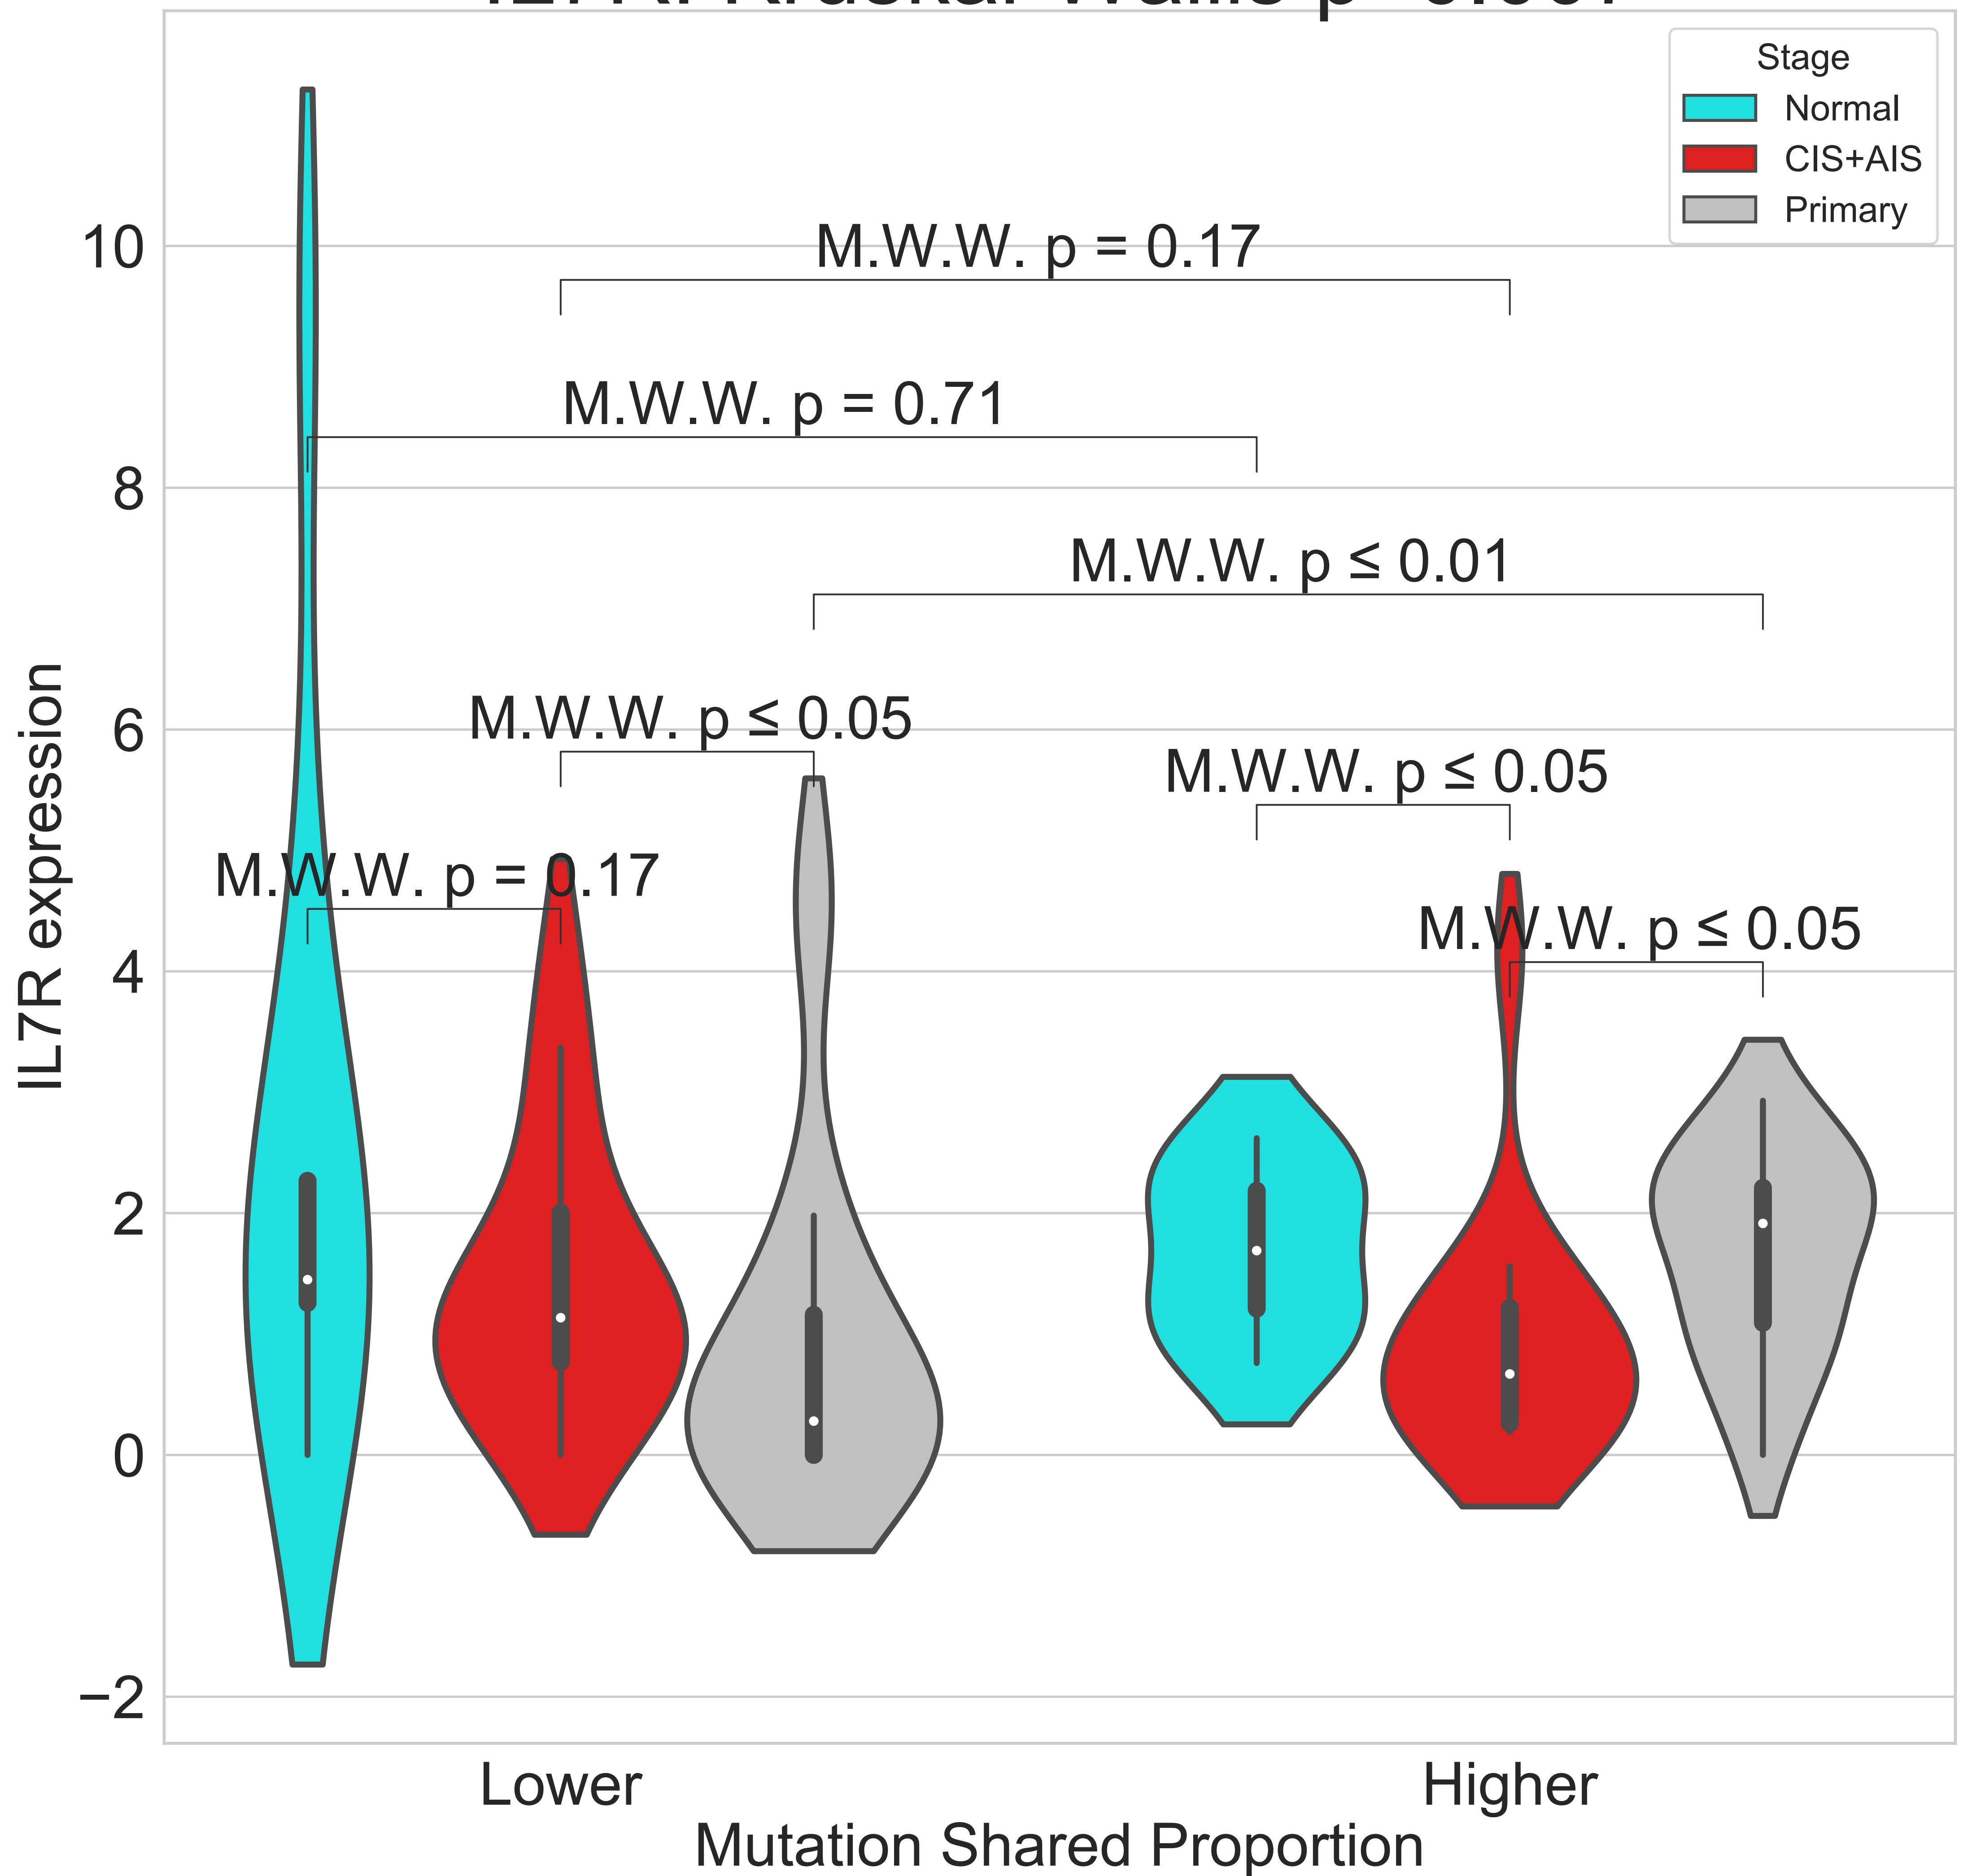 Stage
Normal
CIS+AIS
Primary
10
8
6
4
2
0
−2
IL7R expression
M.W.W. p = 0.17
M.W.W. p = 0.71
M.W.W. p ≤ 0.01
M.W.W. p ≤ 0.05
M.W.W. p ≤ 0.05
M.W.W. p = 0.17
M.W.W. p ≤ 0.05
Lower
Higher
Mutation Shared Proportion